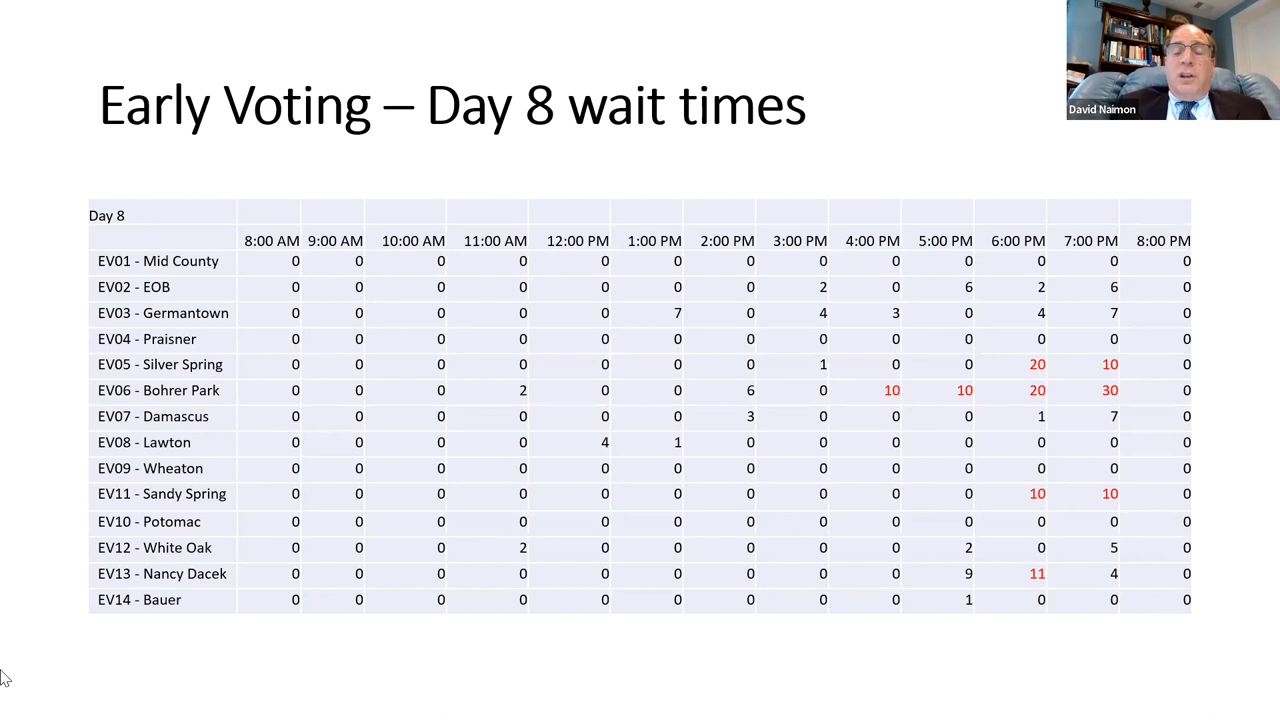 David Naimon
Early Voting – Day 8 wait times
Day 8
8:00 AM 9:00 AM 10:00 AM 11:00 AM 12:00 PM 1:00 PM 2:00 PM 3:00 PM 4:00 PM 5:00 PM 6:00 PM 7:00 PM 8:00 PM
EV01 - Mid County 0 0 0 0 0 0 0 0 0 0 0 0 0
EV02 - EOB 0 0 0 0 0 0 0 2 0 6 2 6 0
EV03 - Germantown 0 0 0 0 0 7 0 4 3 0 4 7 0
EV04 - Praisner 0 0 0 0 0 0 0 0 0 0 0 0 0
EV05 - Silver Spring 0 0 0 0 0 0 0 1 0 0 20 10 0
EV06 - Bohrer Park 0 0 0 2 0 0 6 0 10 10 20 30 0
EV07 - Damascus 0 0 0 0 0 0 3 0 0 0 1 7 0
EV08 - Lawton 0 0 0 0 4 1 0 0 0 0 0 0 0
EV09 - Wheaton 0 0 0 0 0 0 0 0 0 0 0 0 0
EV11 - Sandy Spring 0 0 0 0 0 0 0 0 0 0 10 10 0
EV10 - Potomac 0 0 0 0 0 0 0 0 0 0 0 0 0
EV12 - White Oak 0 0 0 2 0 0 0 0 0 2 0 5 0
EV13 - Nancy Dacek 0 0 0 0 0 0 0 0 0 9 11 4 0
EV14 - Bauer 0 0 0 0 0 0 0 0 0 1 0 0 0